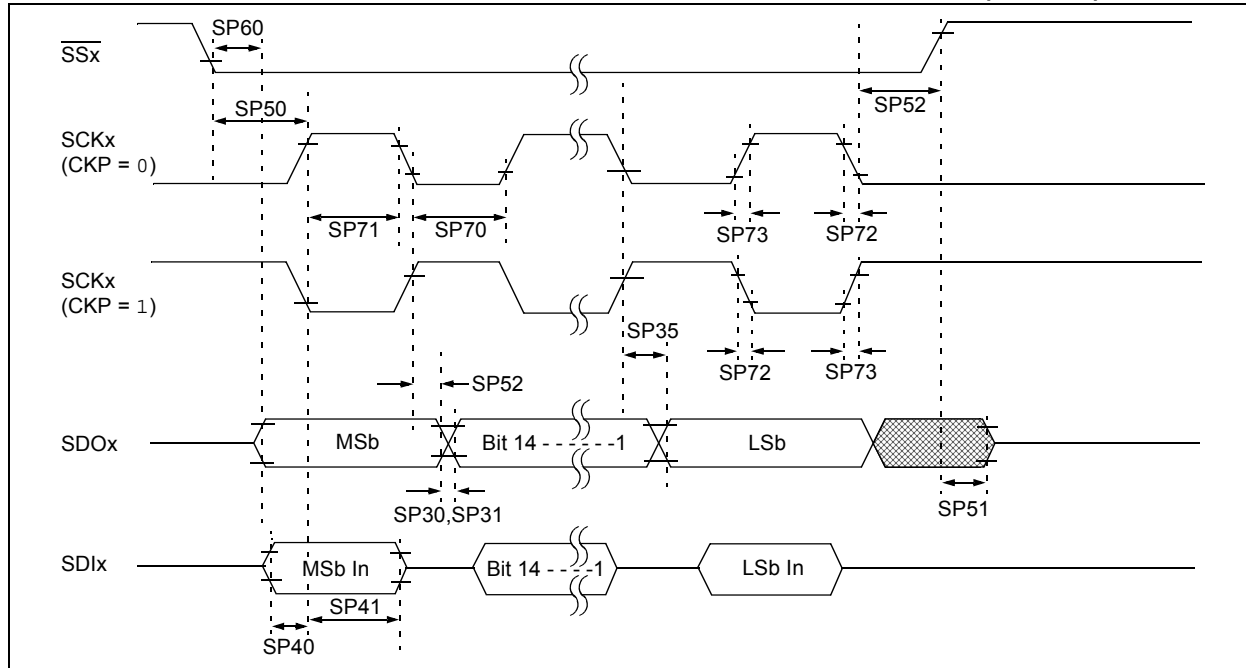 SP60
SSx
SP50
SP52
SCKx
(CKP = 0)
SP71
SP70
SP73
SP72
SCKx
(CKP = 1)
SP35
SP72
SP73
SP52
SDOx
MSb
Bit 14 - - - - - -1
LSb
SP30,SP31
SP51
SDIx
MSb In
Bit 14 - - - -1
LSb In
SP41
SP40